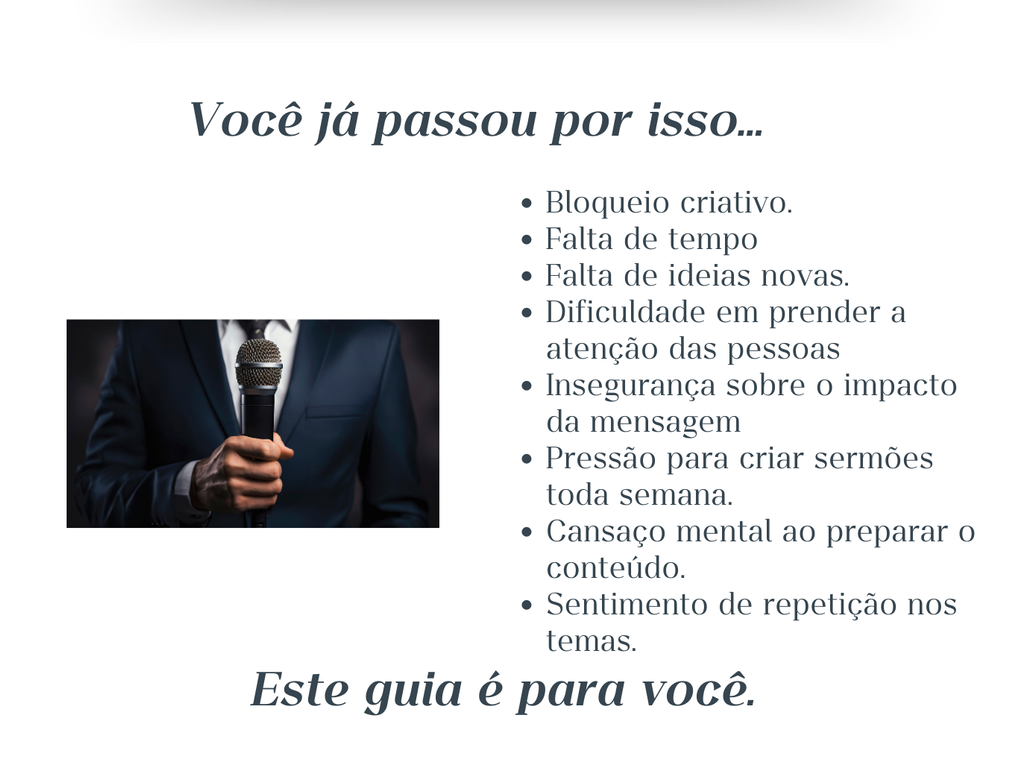 Você já passou por isso...
• Bloqueio criativo.
• Falta de tempo
• Falta de ideias novas.
• Dificuldade em prender a
atenção das pessoas
• Insegurança sobre o impacto
da mensagem
• Pressão para criar sermões
toda semana.
• Cansaço mental ao preparar o
conteúdo.
• Sentimento de repetição nos
temas.
Este guia é para você.